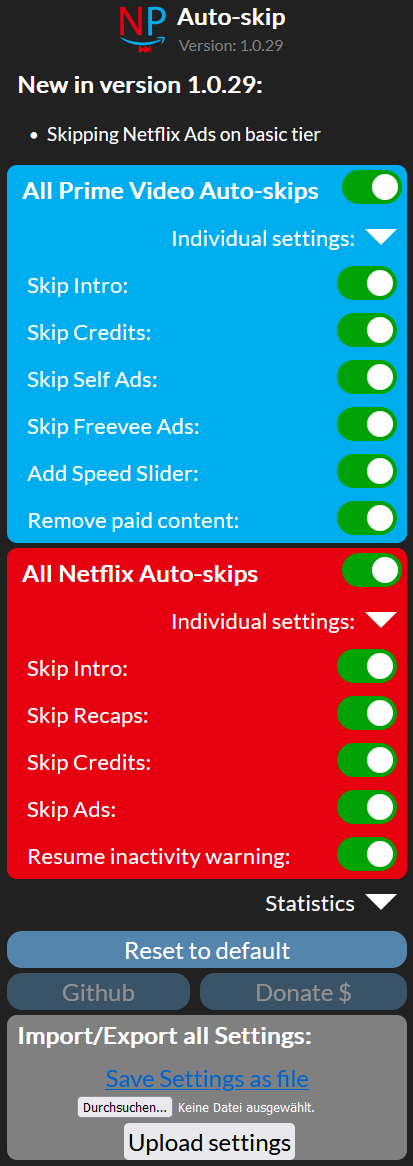 NP
Auto-skip
Version: 1.0.29
New in version 1.0.29:
• Skipping Netflix Ads on basic tier
All Prime Video Auto-skips
Individual settings:
Skip Intro:
Skip Credits:
Skip Self Ads:
Skip Freevee Ads:
Add Speed Slider:
Remove paid content:
All Netflix Auto-skips
Individual settings:
Skip Intro:
Skip Recaps:
Skip Credits:
Skip Ads:
Resume inactivity warning:
Statistics
Reset to default
Github
Donate $
Import/Export all Settings:
Save Settings as file
Durchsuchen... Keine Datei ausgewählt.
Upload settings